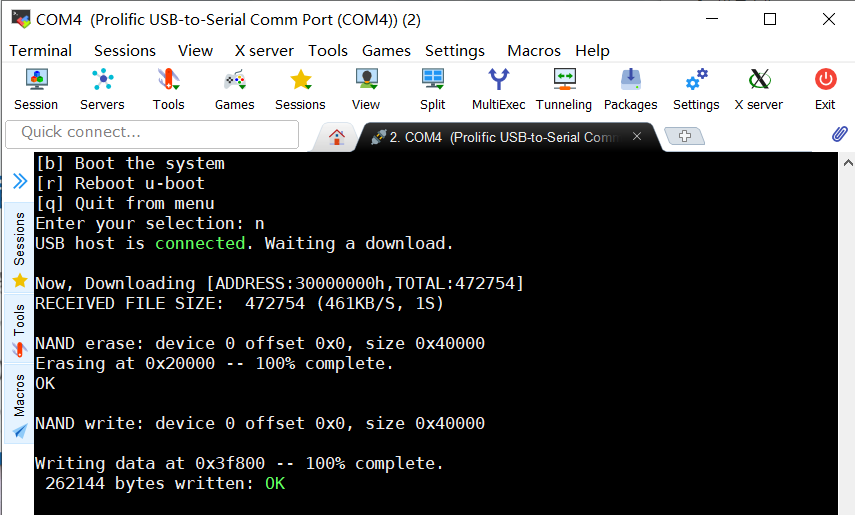 COM4 (Prolific USB-to-Serial Comm Port (COM4)) (2)
Terminal Sessions View X server Tools Games Settings Macros Help
Session Servers Tools Games Sessions View Split MultiExec Tunneling Packages Settings X server Exit
Quick connect...
2. COM4 (Prolific USB-to-Serial Com
[b] Boot the system
[r] Reboot u-boot
[q] Quit from menu
Enter your selection: n
USB host is connected. Waiting a download.
Now, Downloading [ADDRESS:30000000h,TOTAL:472754]
RECEIVED FILE SIZE: 472754 (461KB/S, 1S)
NAND erase: device 0 offset 0x0, size 0x40000
Erasing at 0x20000 -- 100% complete.
OK
NAND write: device 0 offset 0x0, size 0x40000
Writing data at 0x3f800 -- 100% complete.
262144 bytes written: OK
Sessions
Tools
Macros